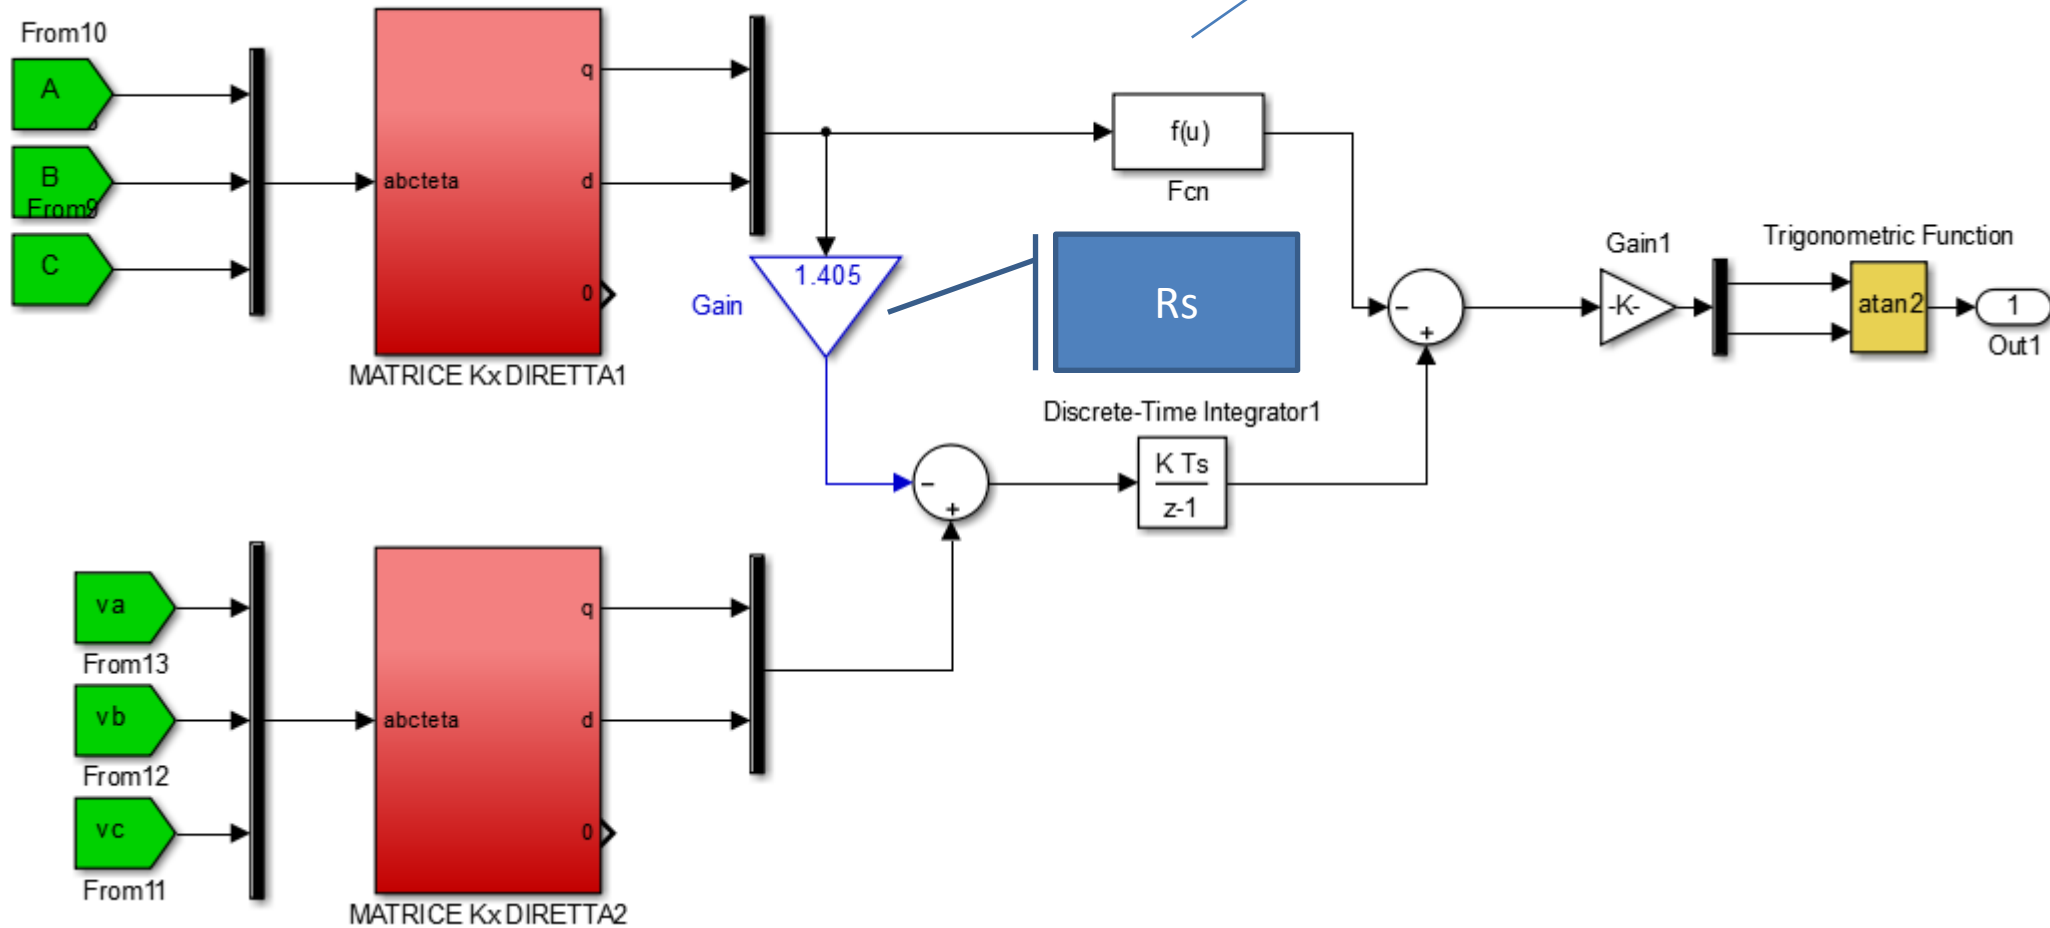 From10
A
B
From9
C
abcteta
q
d
0
MATRICE Kx DIRETTA1
1.405
Gain
f(u)
Fcn
Rs
-
+
Gain1
-K-
Trigonometric Function
atan2
1
Out1
Discrete-Time Integrator1
K Ts
z-1
-
+
va
From13
vb
From12
vc
From11
abcteta
q
d
0
MATRICE Kx DIRETTA2